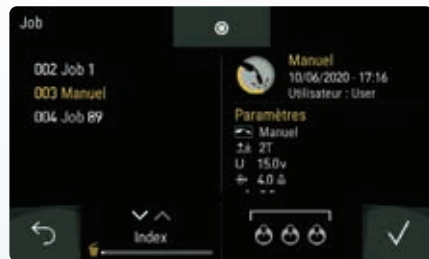 Job
002 Job 1
003 Manuel
004 Job 89
Manuel
10/06/2020 - 17:16
Utilisateur : User
Paramètres
Manuel
2T
U 15.0v
4.0
Index